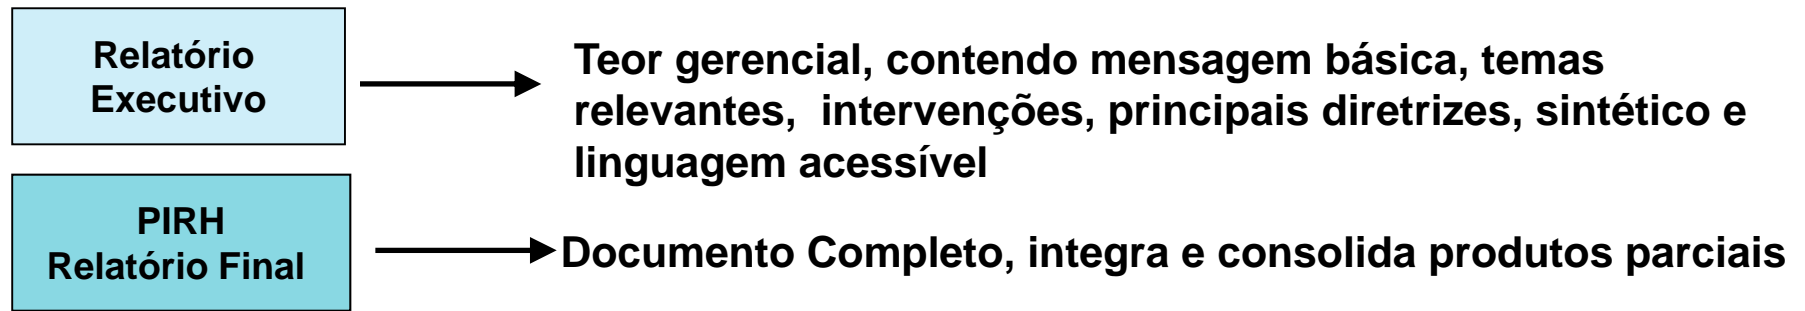 Relatório
Executivo
Teor gerencial, contendo mensagem básica, temas
relevantes,  intervenções, principais diretrizes, sintético e
linguagem acessível
PIRH
Relatório Final
Documento Completo, integra e consolida produtos parciais